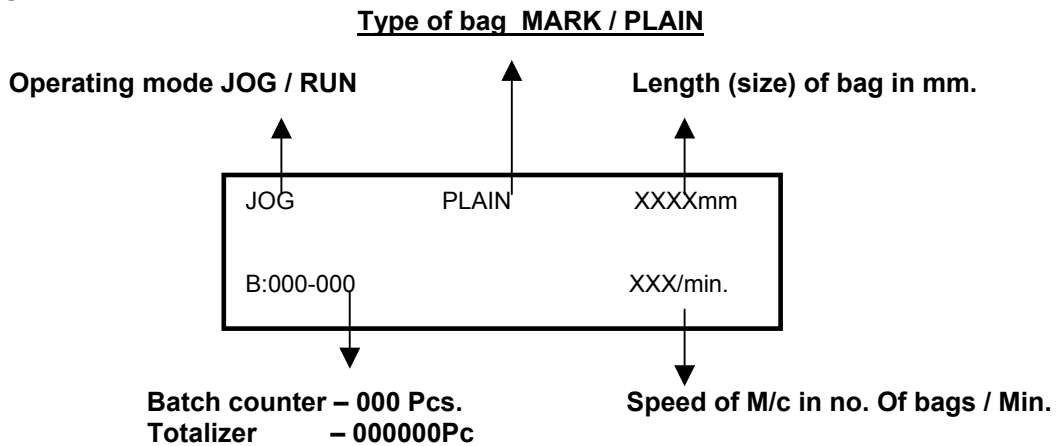 Type of bag MARK / PLAIN
Operating mode JOG / RUN Length (size) of bag in mm.
JOG PLAIN XXXXmm
B:000-000 XXX/min.
Batch counter – 000 Pcs. Speed of M/c in no. Of bags / Min.
Totalizer – 000000Pc